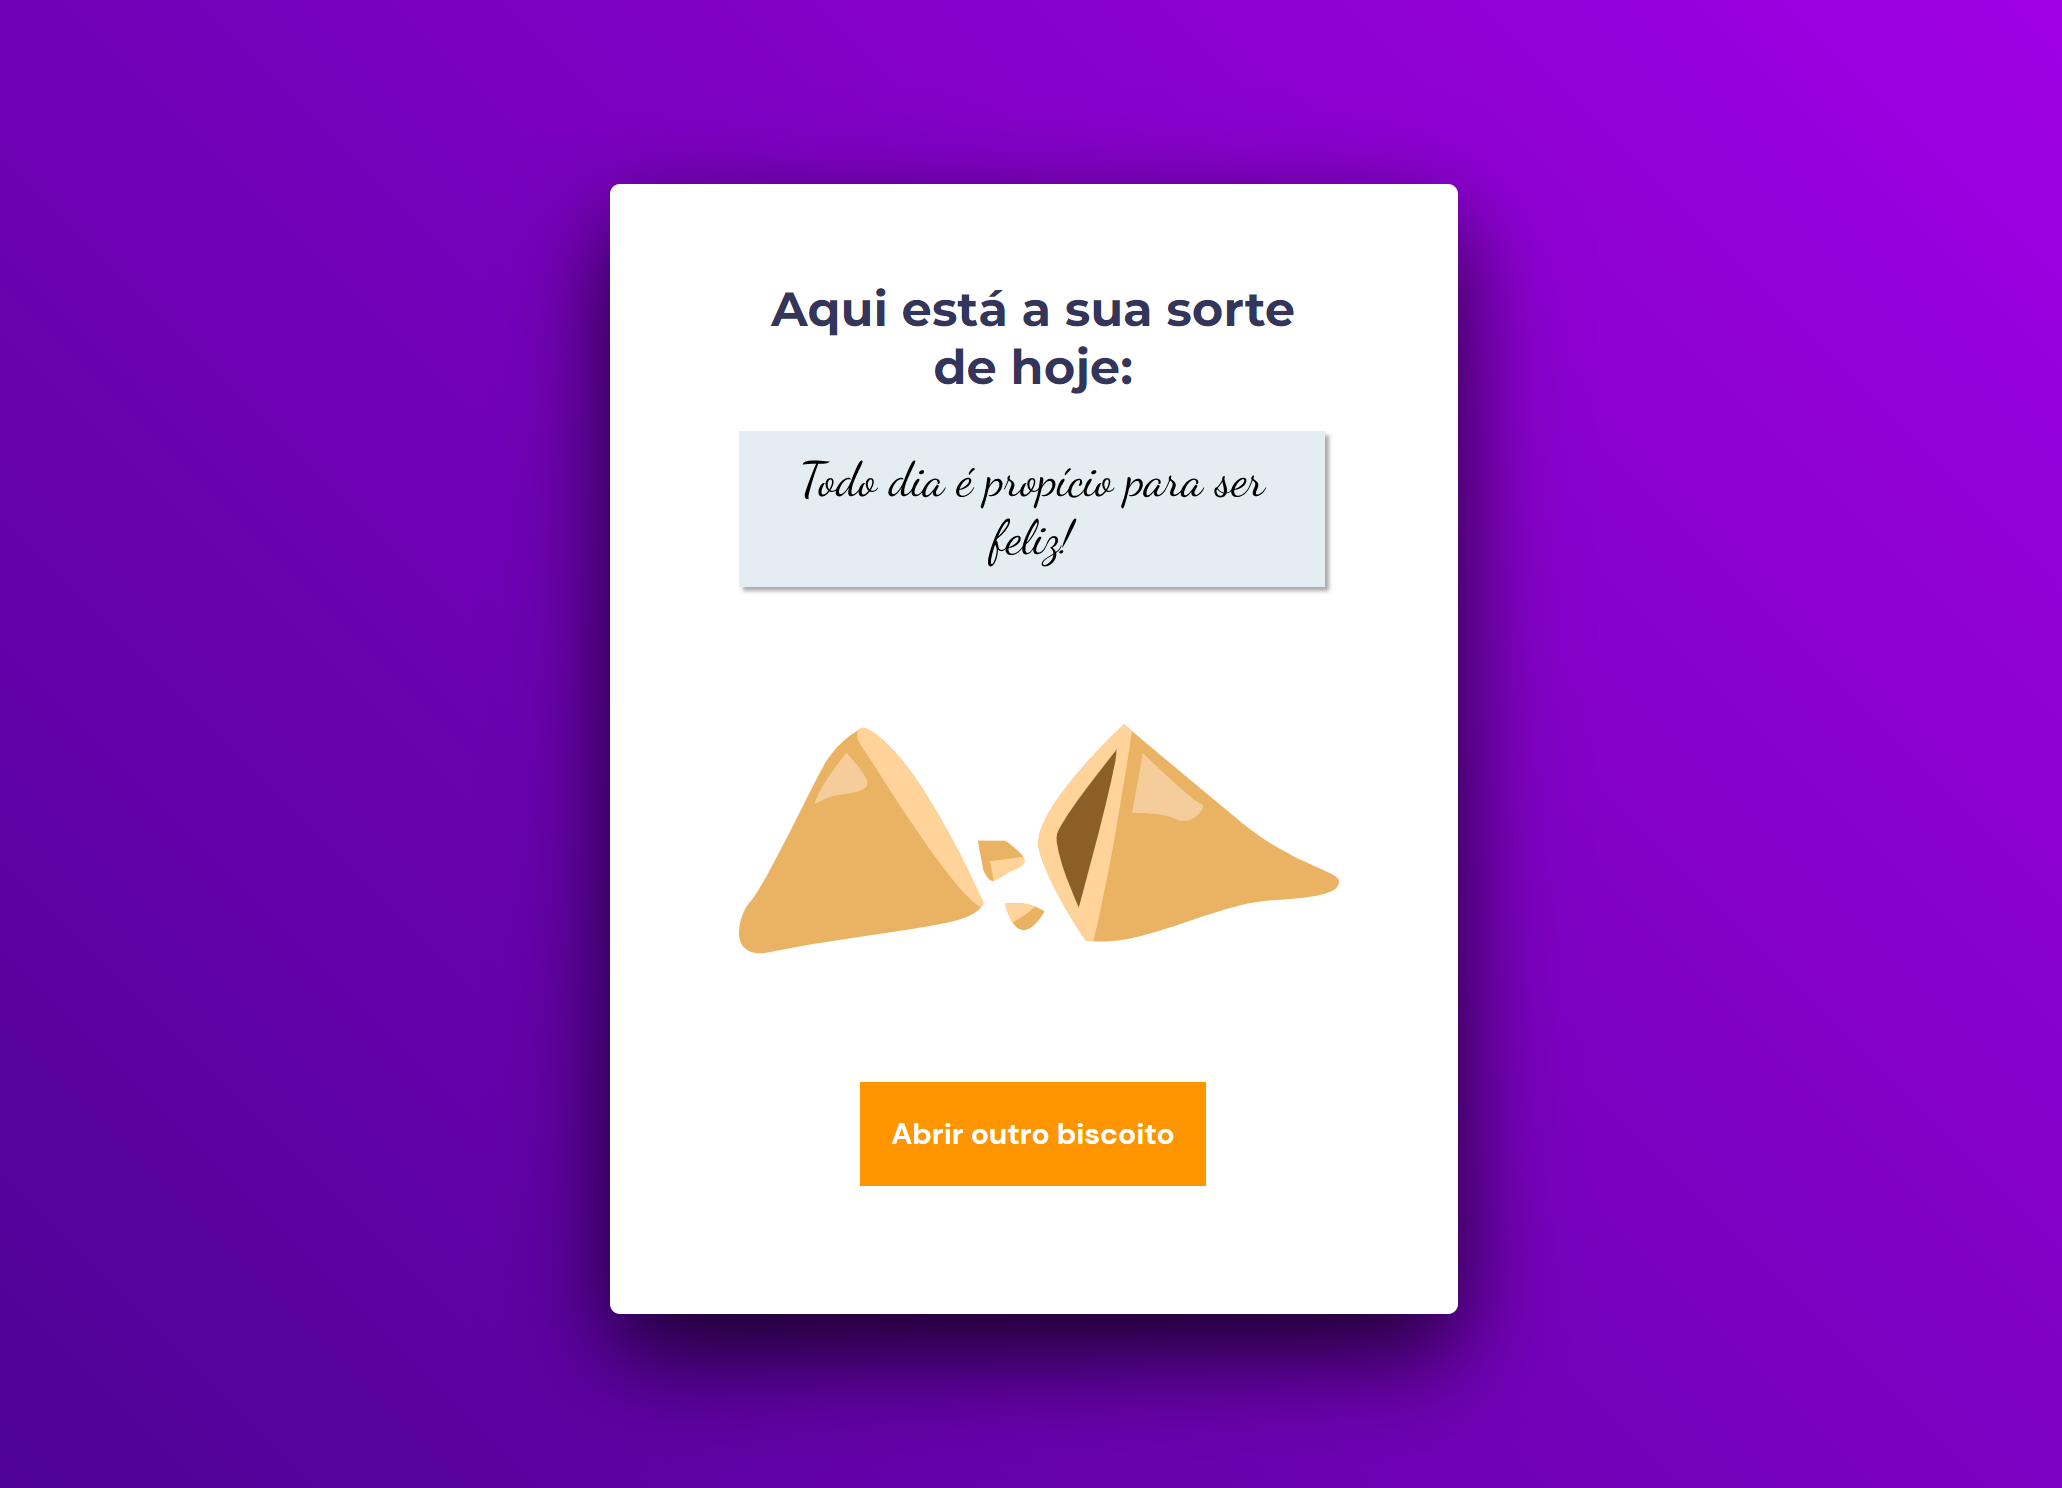 Aqui está a sua sorte
de hoje:
Todo dia é propício para ser
feliz!
Abrir outro biscoito